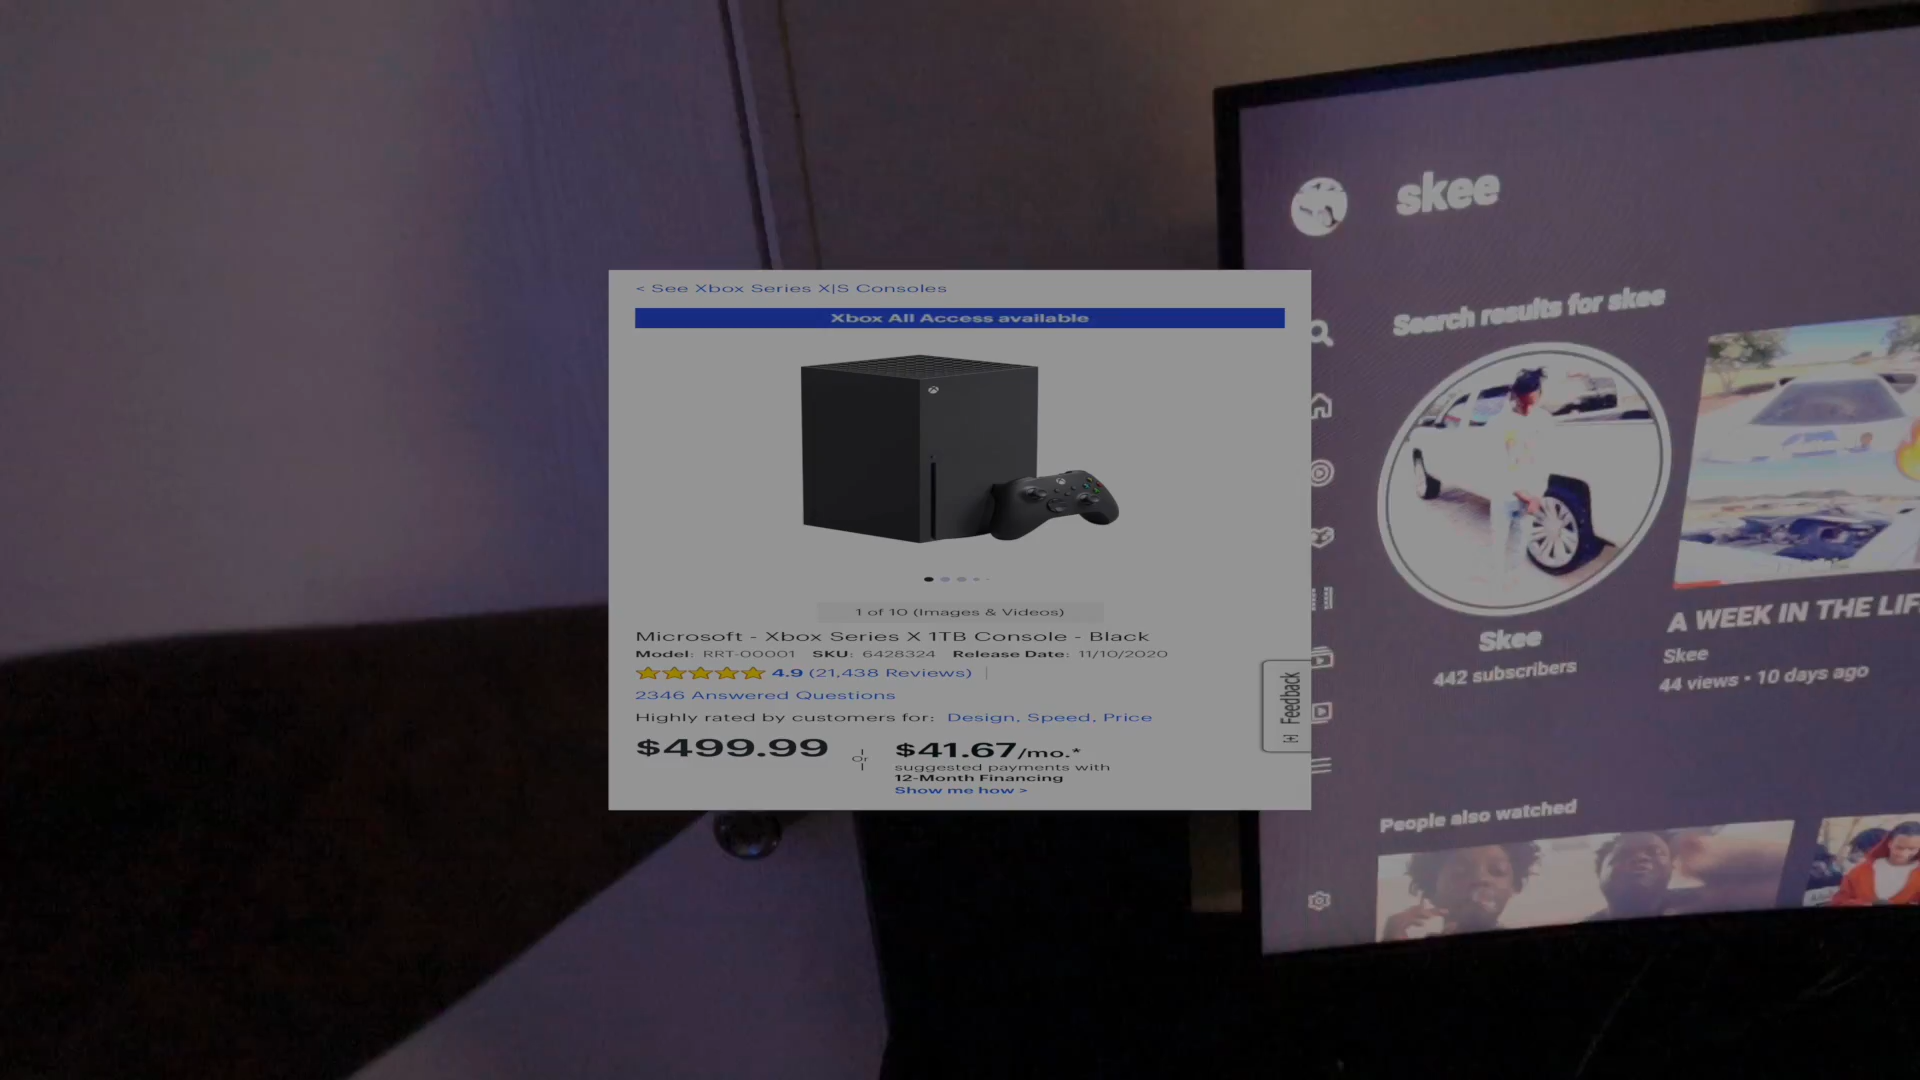 < See Xbox Series X|S Consoles
Xbox All Access available
1 of 10 (Images & Videos)
Microsoft - Xbox Series X 1TB Console - Black
Model: RRT-00001 SKU: 6428324 Release Date: 11/10/2020
4.9 (21,438 Reviews)
2346 Answered Questions
Highly rated by customers for: Design, Speed, Price
$499.99
Or
$41.67/mo.*
suggested payments with
12-Month Financing
Show me how >
[+] Feedback
skee
Search results for skee
Skee
442 subscribers
A WEEK IN THE
Skee
44 views • 10 days ago
People also watched